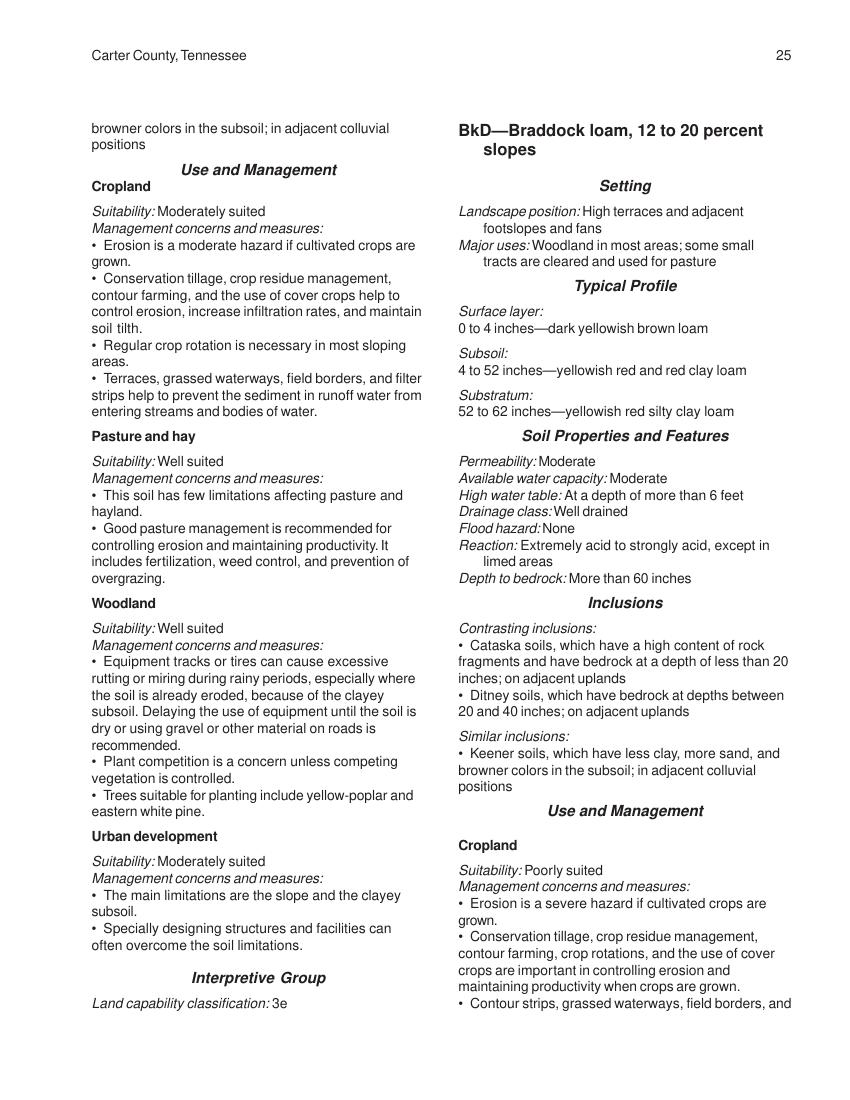 Carter County, Tennessee
25
browner colors in the subsoil; in adjacent colluvial
positions
Use and Management
Cropland
Suitability: Moderately suited
Management concerns and measures:
• Erosion is a moderate hazard if cultivated crops are
grown.
• Conservation tillage, crop residue management,
contour farming, and the use of cover crops help to
control erosion, increase infiltration rates, and maintain
soil tilth.
• Regular crop rotation is necessary in most sloping
areas.
• Terraces, grassed waterways, field borders, and filter
strips help to prevent the sediment in runoff water from
entering streams and bodies of water.
Pasture and hay
Suitability: Well suited
Management concerns and measures:
• This soil has few limitations affecting pasture and
hayland.
• Good pasture management is recommended for
controlling erosion and maintaining productivity. It
includes fertilization, weed control, and prevention of
overgrazing.
Woodland
Suitability: Well suited
Management concerns and measures:
• Equipment tracks or tires can cause excessive
rutting or miring during rainy periods, especially where
the soil is already eroded, because of the clayey
subsoil. Delaying the use of equipment until the soil is
dry or using gravel or other material on roads is
recommended.
• Plant competition is a concern unless competing
vegetation is controlled.
• Trees suitable for planting include yellow-poplar and
eastern white pine.
Urban development
Suitability: Moderately suited
Management concerns and measures:
• The main limitations are the slope and the clayey
subsoil.
• Specially designing structures and facilities can
often overcome the soil limitations.
Interpretive Group
Land capability classification: 3e
BkD—Braddock loam, 12 to 20 percent
slopes
Setting
Landscape position: High terraces and adjacent
footslopes and fans
Major uses: Woodland in most areas; some small
tracts are cleared and used for pasture
Typical Profile
Surface layer:
0 to 4 inches—dark yellowish brown loam
Subsoil:
4 to 52 inches—yellowish red and red clay loam
Substratum:
52 to 62 inches—yellowish red silty clay loam
Soil Properties and Features
Permeability: Moderate
Available water capacity: Moderate
High water table: At a depth of more than 6 feet
Drainage class: Well drained
Flood hazard: None
Reaction: Extremely acid to strongly acid, except in
limed areas
Depth to bedrock: More than 60 inches
Inclusions
Contrasting inclusions:
• Cataska soils, which have a high content of rock
fragments and have bedrock at a depth of less than 20
inches; on adjacent uplands
• Ditney soils, which have bedrock at depths between
20 and 40 inches; on adjacent uplands
Similar inclusions:
• Keener soils, which have less clay, more sand, and
browner colors in the subsoil; in adjacent colluvial
positions
Use and Management
Cropland
Suitability: Poorly suited
Management concerns and measures:
• Erosion is a severe hazard if cultivated crops are
grown.
• Conservation tillage, crop residue management,
contour farming, crop rotations, and the use of cover
crops are important in controlling erosion and
maintaining productivity when crops are grown.
• Contour strips, grassed waterways, field borders, and